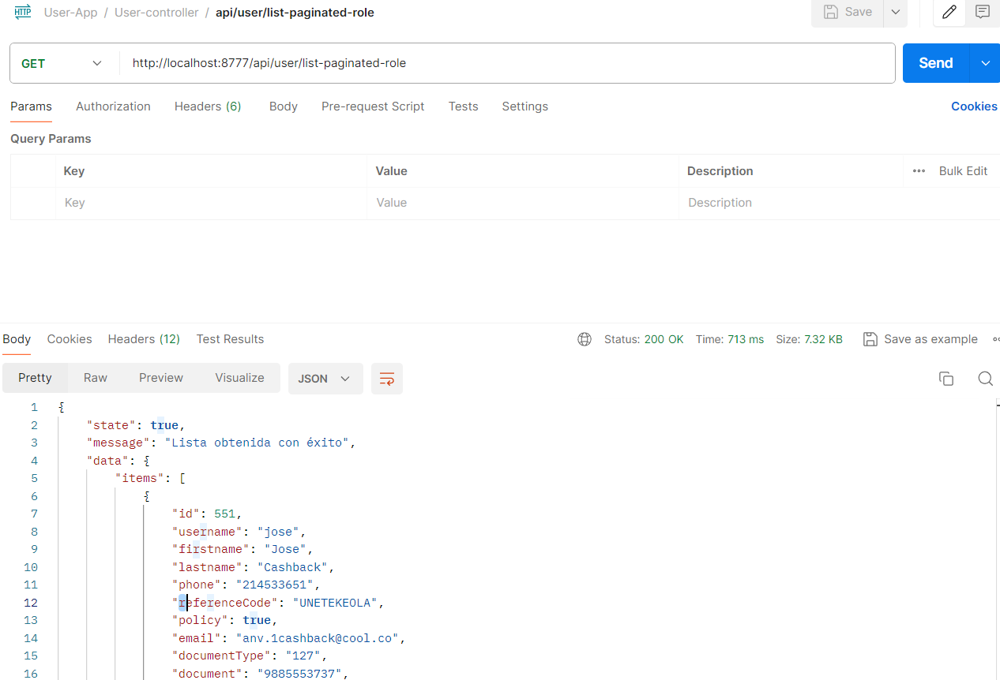 HTTP User-App / User-controller / api/user/list-paginated-role Save
GET http://localhost:8777/api/user/list-paginated-role Send
Params Authorization Headers (6) Body Pre-request Script Tests Settings Cookies
Query Params
Key Value Description ••• Bulk Edit
Key Value Description
Body Cookies Headers (12) Test Results Status: 200 OK Time: 713 ms Size: 7.32 KB Save as example
Pretty Raw Preview Visualize JSON
1 {
2 "state": true,
3 "message": "Lista obtenida con éxito",
4 "data": {
5 "items": [
6 {
7 "id": 551,
8 "username": "jose",
9 "firstname": "Jose",
10 "lastname": "Cashback",
11 "phone": "214533651",
12 "referenceCode": "UNETEKEOLA",
13 "policy": true,
14 "email": "anv.1cashback@cool.co",
15 "documentType": "127",
16 "document": "9885553737",